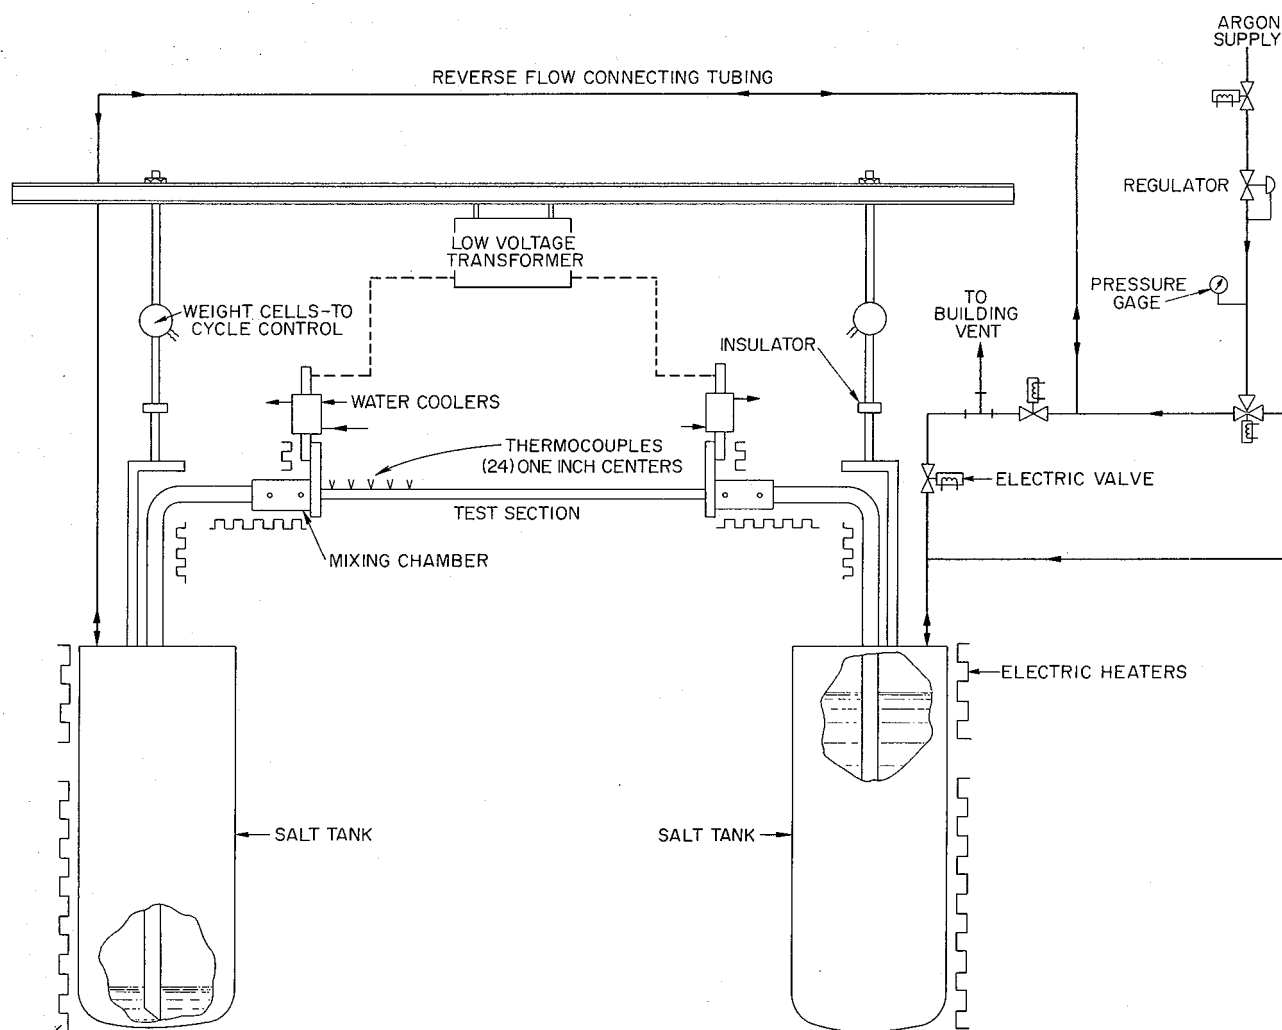 ARGON
SUPPLY
REVERSE FLOW CONNECTING TUBING
REGULATOR
LOW VOLTAGE
TRANSFORMER
PRESSURE
GAGE
TO
BUILDING
VENT
WEIGHT CELLS-TO
CYCLE CONTROL
INSULATOR
WATER COOLERS
THERMOCOUPLES
(24) ONE INCH CENTERS
ELECTRIC VALVE
TEST SECTION
MIXING CHAMBER
ELECTRIC HEATERS
SALT TANK
SALT TANK